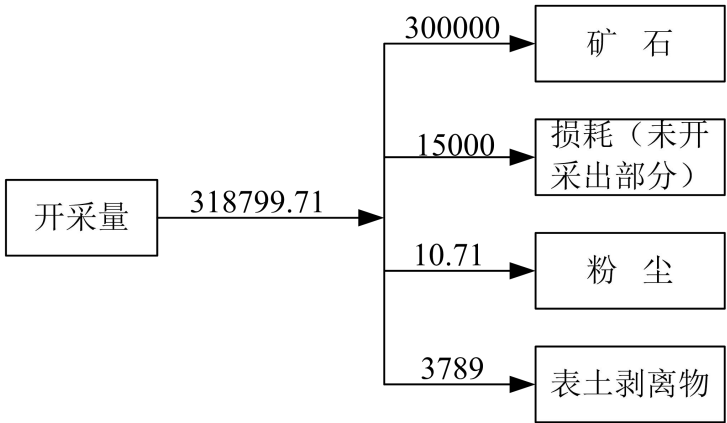 300000
矿 石
15000
损耗（未开
采出部分）
开采量
318799.71
10.71
粉 尘
3789
表土剥离物